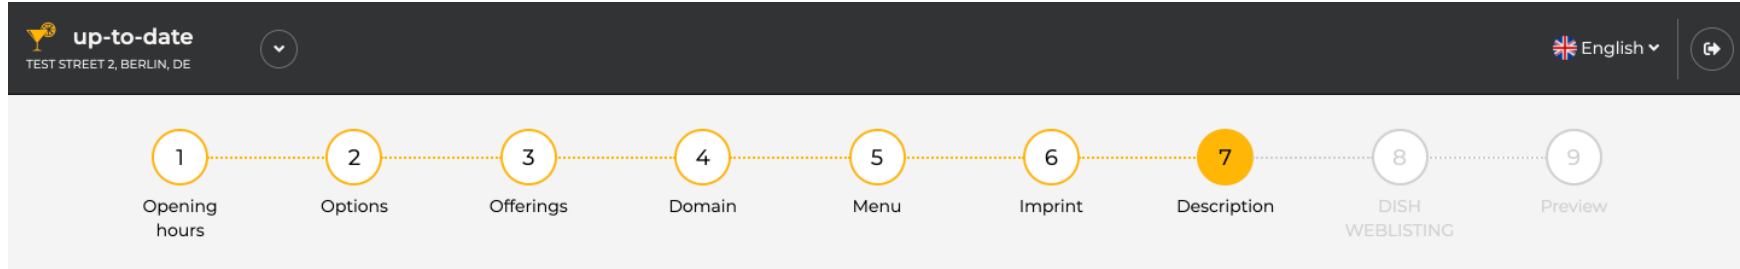 up-to-date
TEST STREET 2, BERLIN, DE
English
1
Opening
hours
2
Options
3
Offerings
4
Domain
5
Menu
6
Imprint
7
Description
8
DISH
WEBLISTING
9
Preview